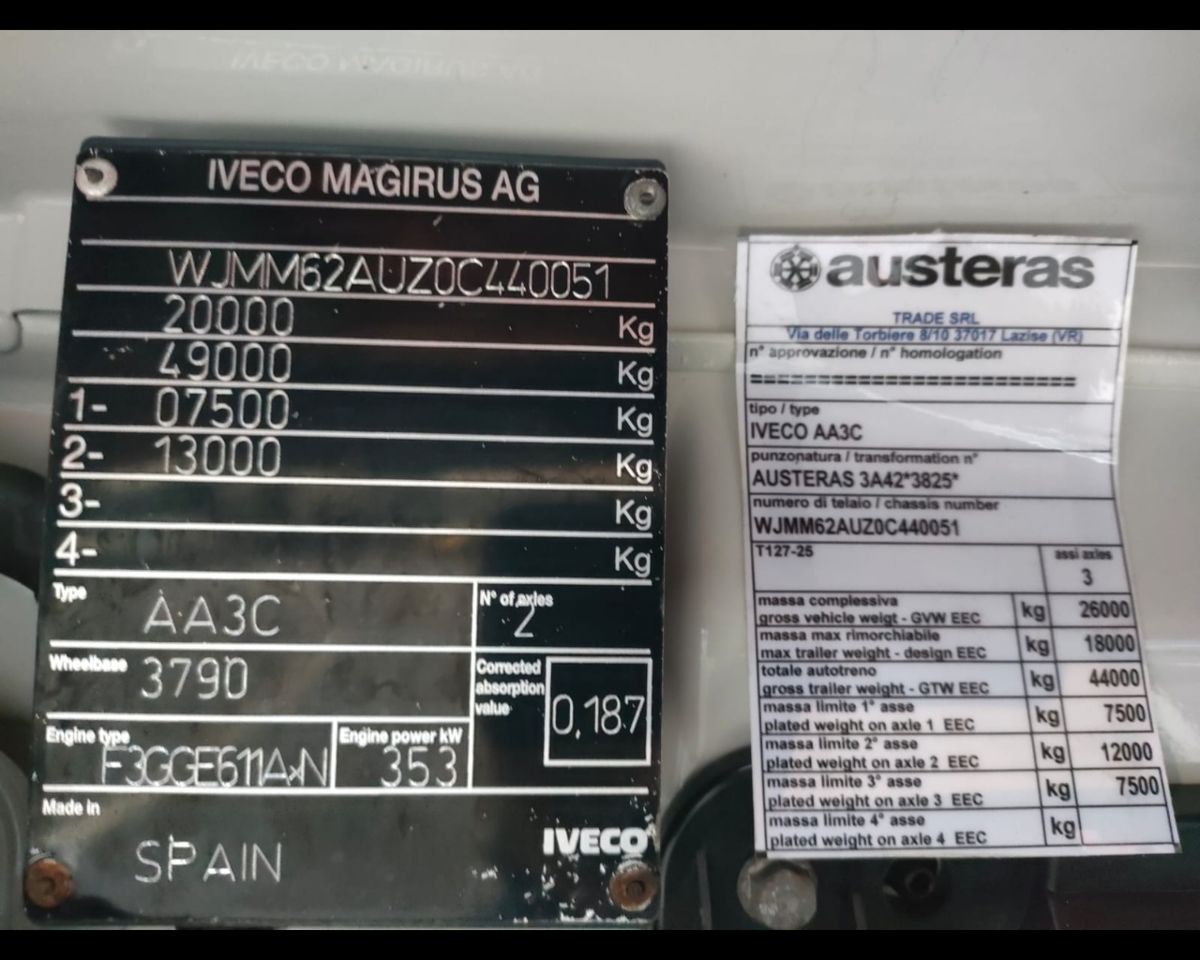 IVECO MAGIRUS AG
WJMM62AUZ0C440051
20000 Kg
49000 Kg
1- 07500 Kg
2- 13000 Kg
3- Kg
4- Kg
Type AA3C
N° of axles 2
Wheelbase 3790
Corrected absorption value 0,187
Engine type F3GGE611A×N
Engine power kW 353
Made in
SPAIN
IVECO
austeras
TRADE SRL
Via delle Torbiere 8/10 37017 Lazise (VR)
n° approvazione / n° homologation
=========================
tipo / type
IVECO AA3C
punzonatura / transformation n°
AUSTERAS 3A42*3825*
numero di telaio / chassis number
WJMM62AUZ0C440051
T127-25
assi axles
3
massa complessiva
gross vehicle weigt - GVW EEC kg 26000
massa max rimorchiabile
max trailer weight - design EEC kg 18000
totale autotreno
gross trailer weight - GTW EEC kg 44000
massa limite 1° asse
plated weight on axle 1 EEC kg 7500
massa limite 2° asse
plated weight on axle 2 EEC kg 12000
massa limite 3° asse
plated weight on axle 3 EEC kg 7500
massa limite 4° asse
plated weight on axle 4 EEC kg